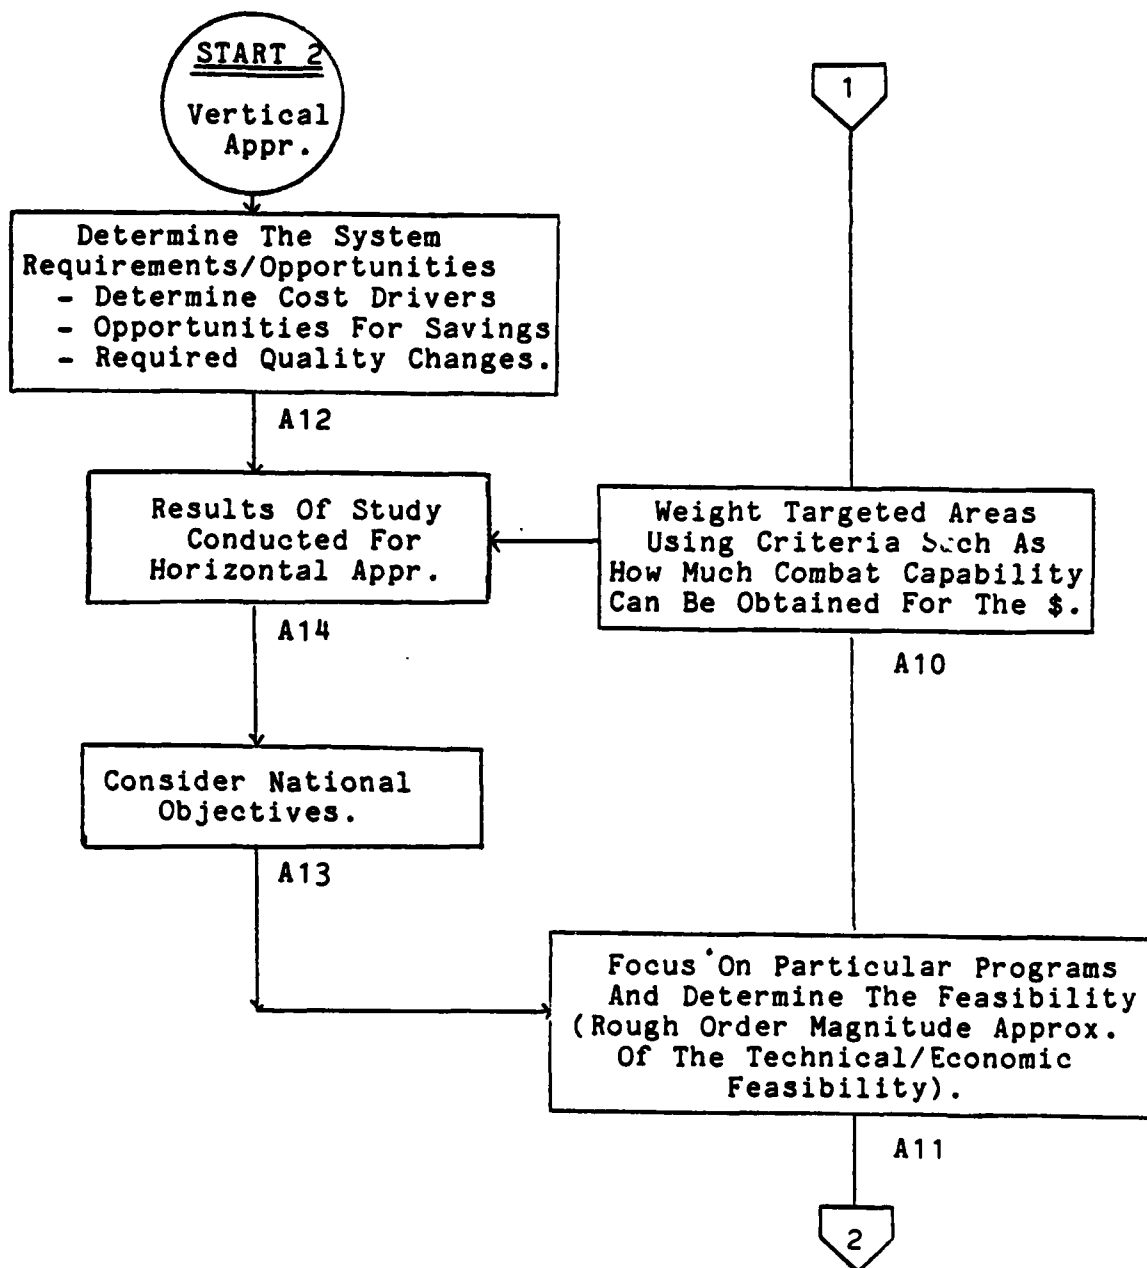 START 2
Vertical
Appr.
1
Determine The System
Requirements/Opportunities
- Determine Cost Drivers
- Opportunities For Savings
- Required Quality Changes.
A12
Results Of Study
Conducted For
Horizontal Appr.
A14
Weight Targeted Areas
Using Criteria Such As
How Much Combat Capability
Can Be Obtained For The $.
A10
Consider National
Objectives.
A13
Focus On Particular Programs
And Determine The Feasibility
(Rough Order Magnitude Approx.
Of The Technical/Economic
Feasibility).
A11
2